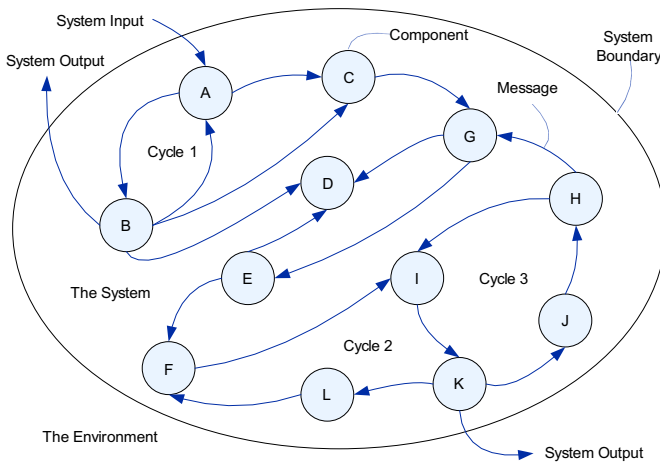 System Input
System Output
Component
System
Boundary
Message
A
C
G
Cycle 1
D
H
B
E
I
Cycle 3
The System
J
Cycle 2
F
K
L
The Environment
System Output